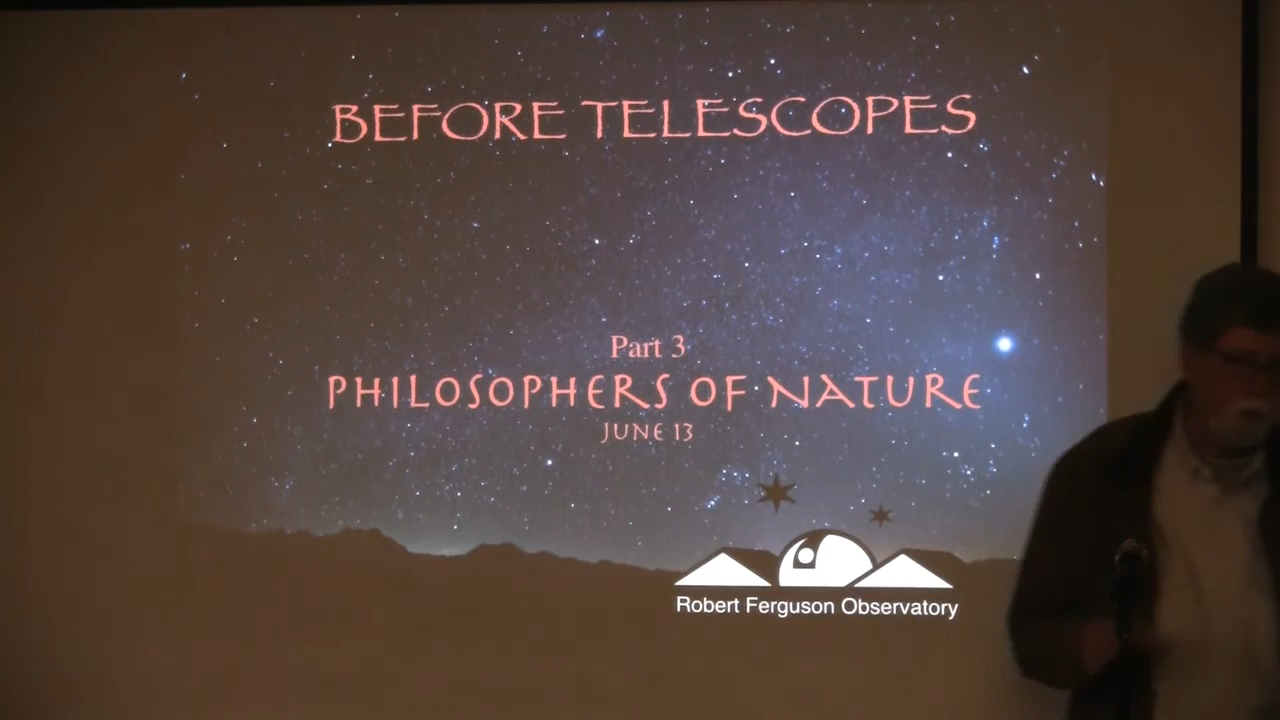 BEFORE TELESCOPES
Part 3
PHILOSOPHERS OF NATURE
JUNE 13
Robert Ferguson Observatory